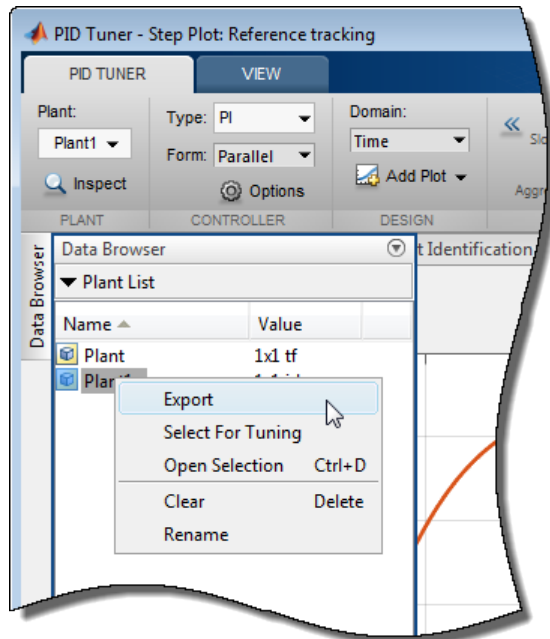 PID Tuner - Step Plot: Reference tracking
PID TUNER
VIEW
Plant:
Plant1
Inspect
PLANT
Type: PI
Form: Parallel
Options
CONTROLLER
Domain:
Time
Add Plot
DESIGN
Data Browser
Data Browser
t Identification
Plant List
Name
Value
Plant
1x1 tf
Export
Select For Tuning
Open Selection Ctrl+D
Clear Delete
Rename